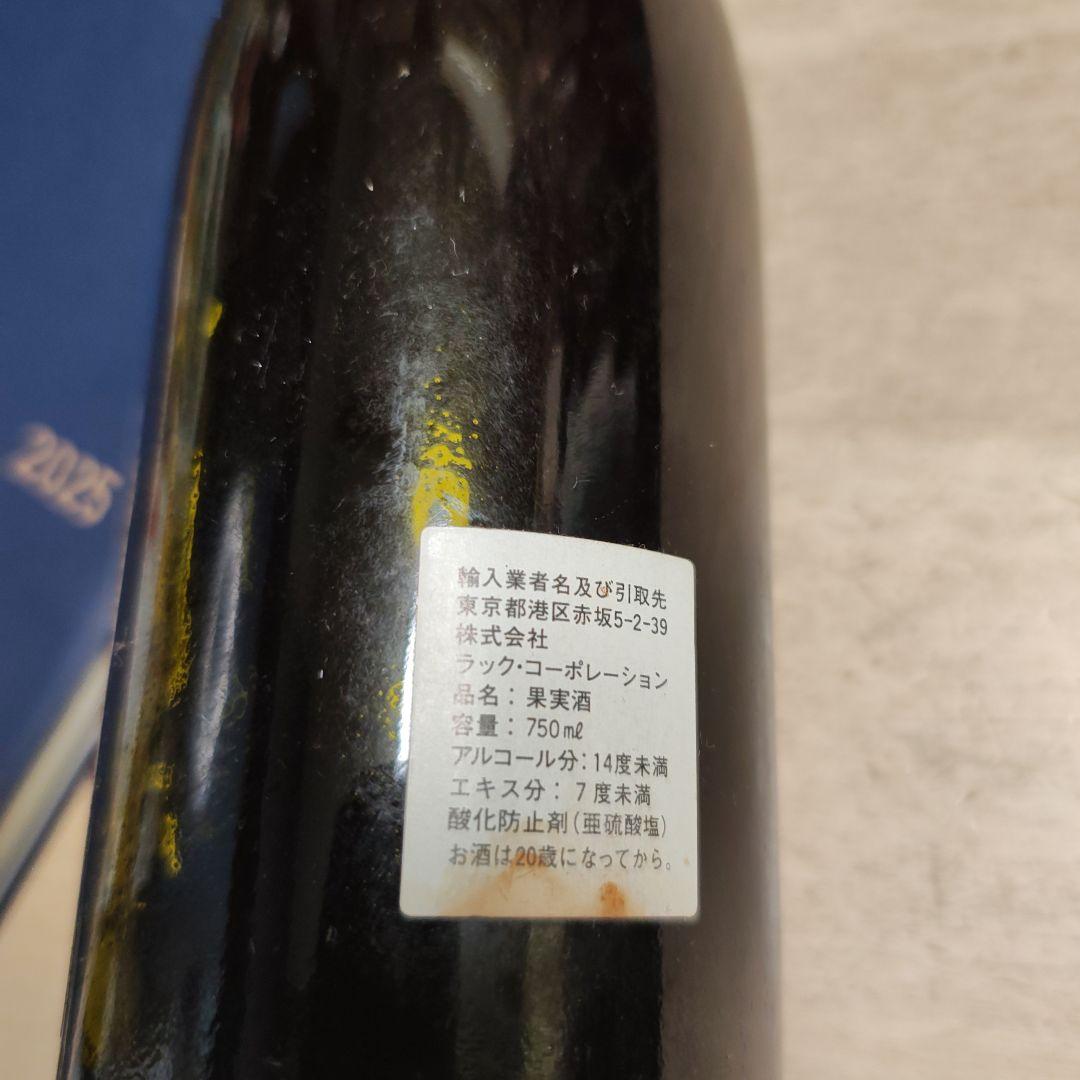 2025
輸入業者名及び引取先
東京都港区赤坂5-2-39
株式会社
ラック・コーポレーション
品名：果実酒
容量：750㎖
アルコール分：14度未満
エキス分：7度未満
酸化防止剤（亜硫酸塩）
お酒は20歳になってから。